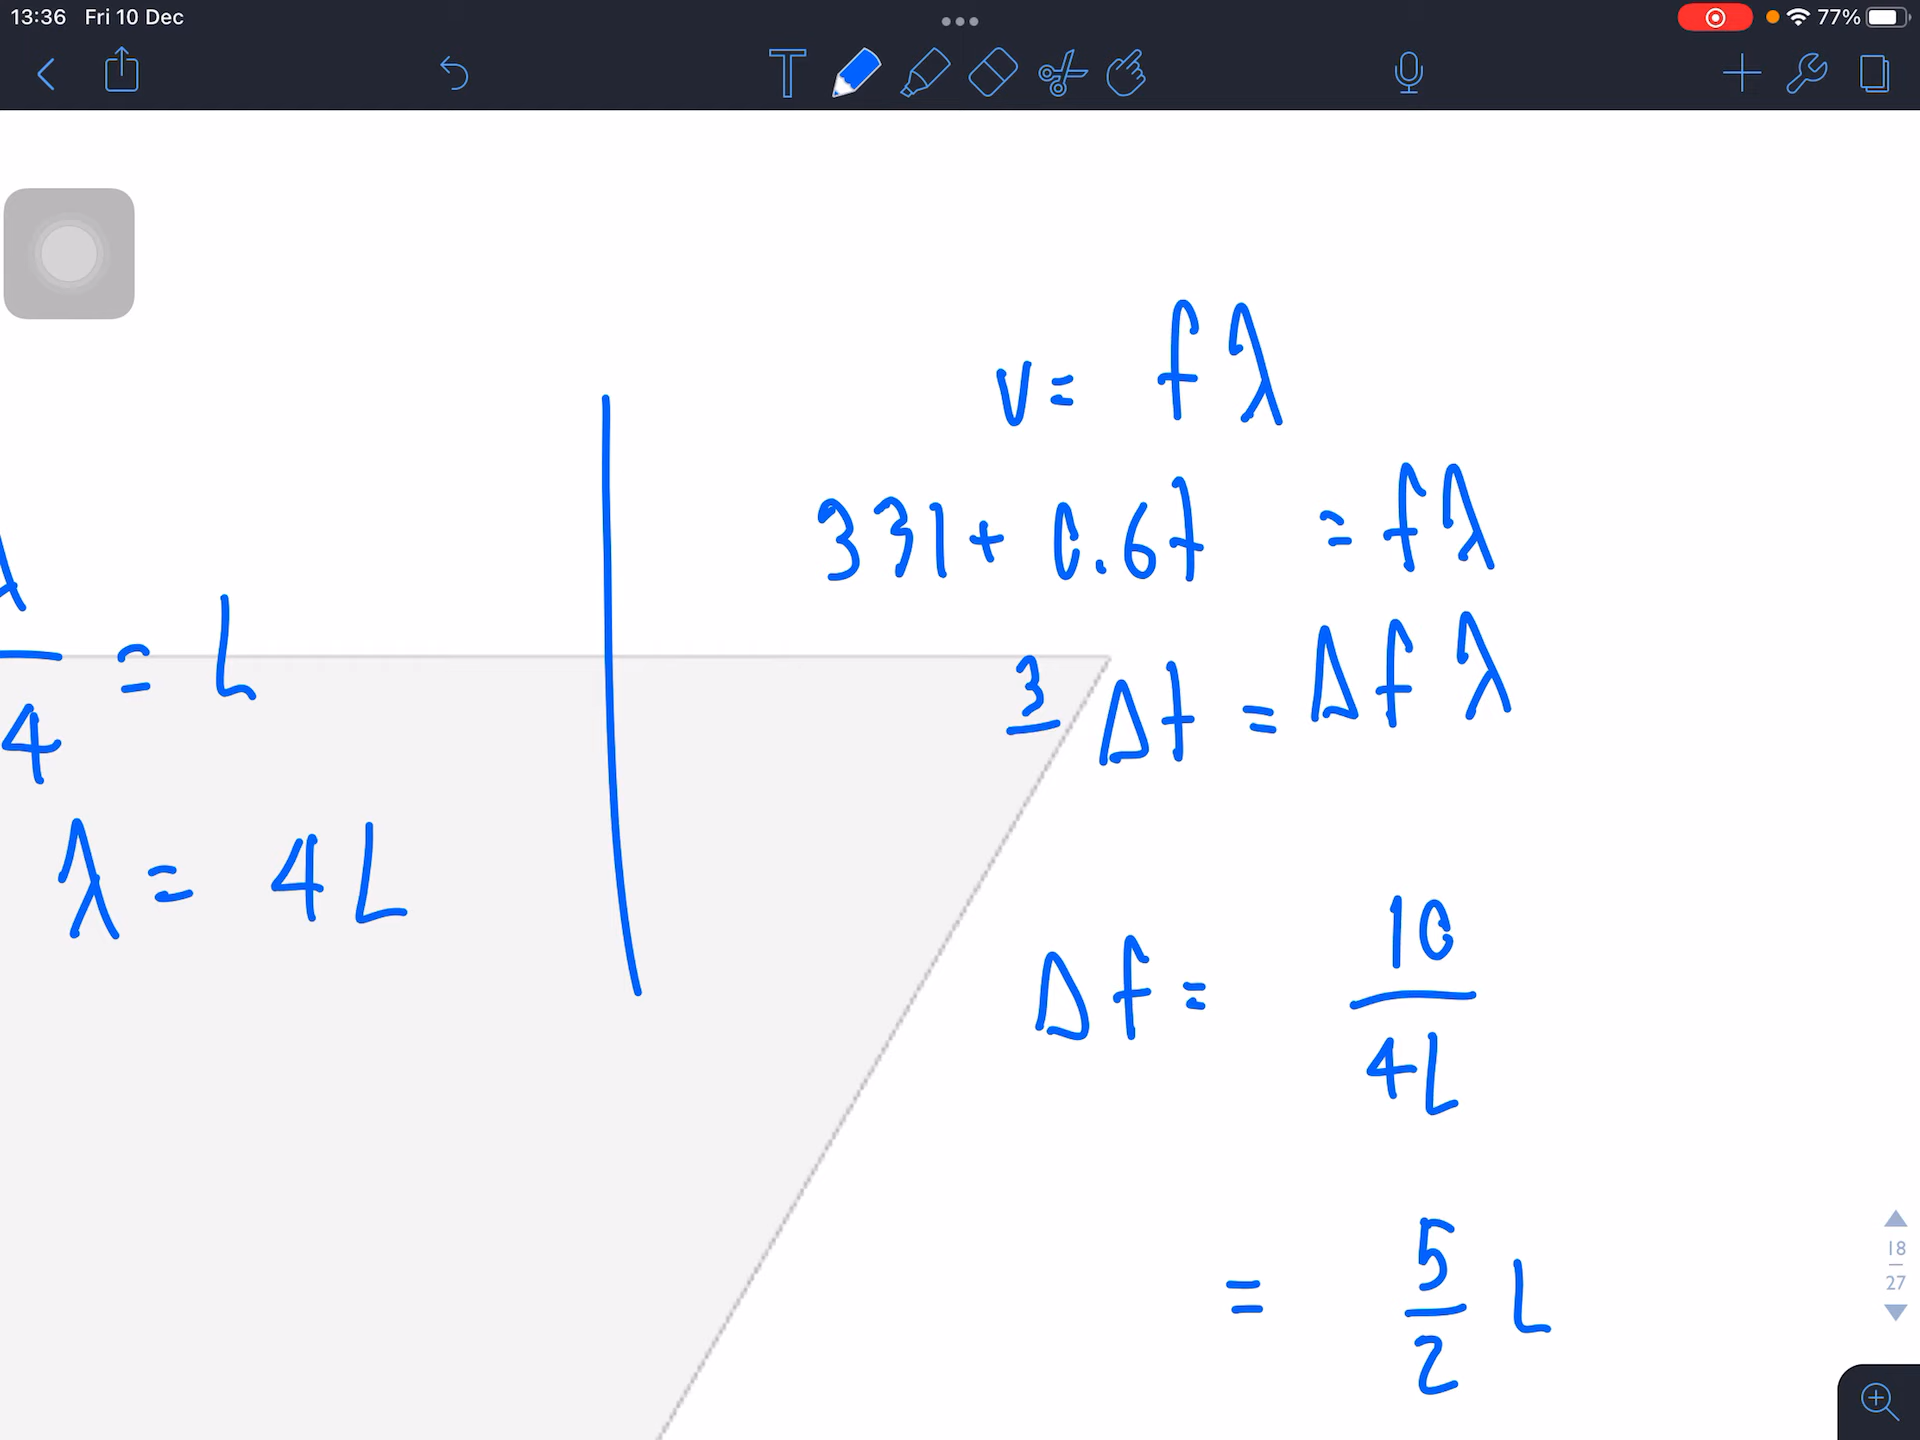 13:36 Fri 10 Dec
77%
T
v = fλ
331 + 0.6t = fλ
λ/4 = L
3/ Δt = Δf λ
λ = 4L
Δf = 10/4L
= 5/2 L
18
27